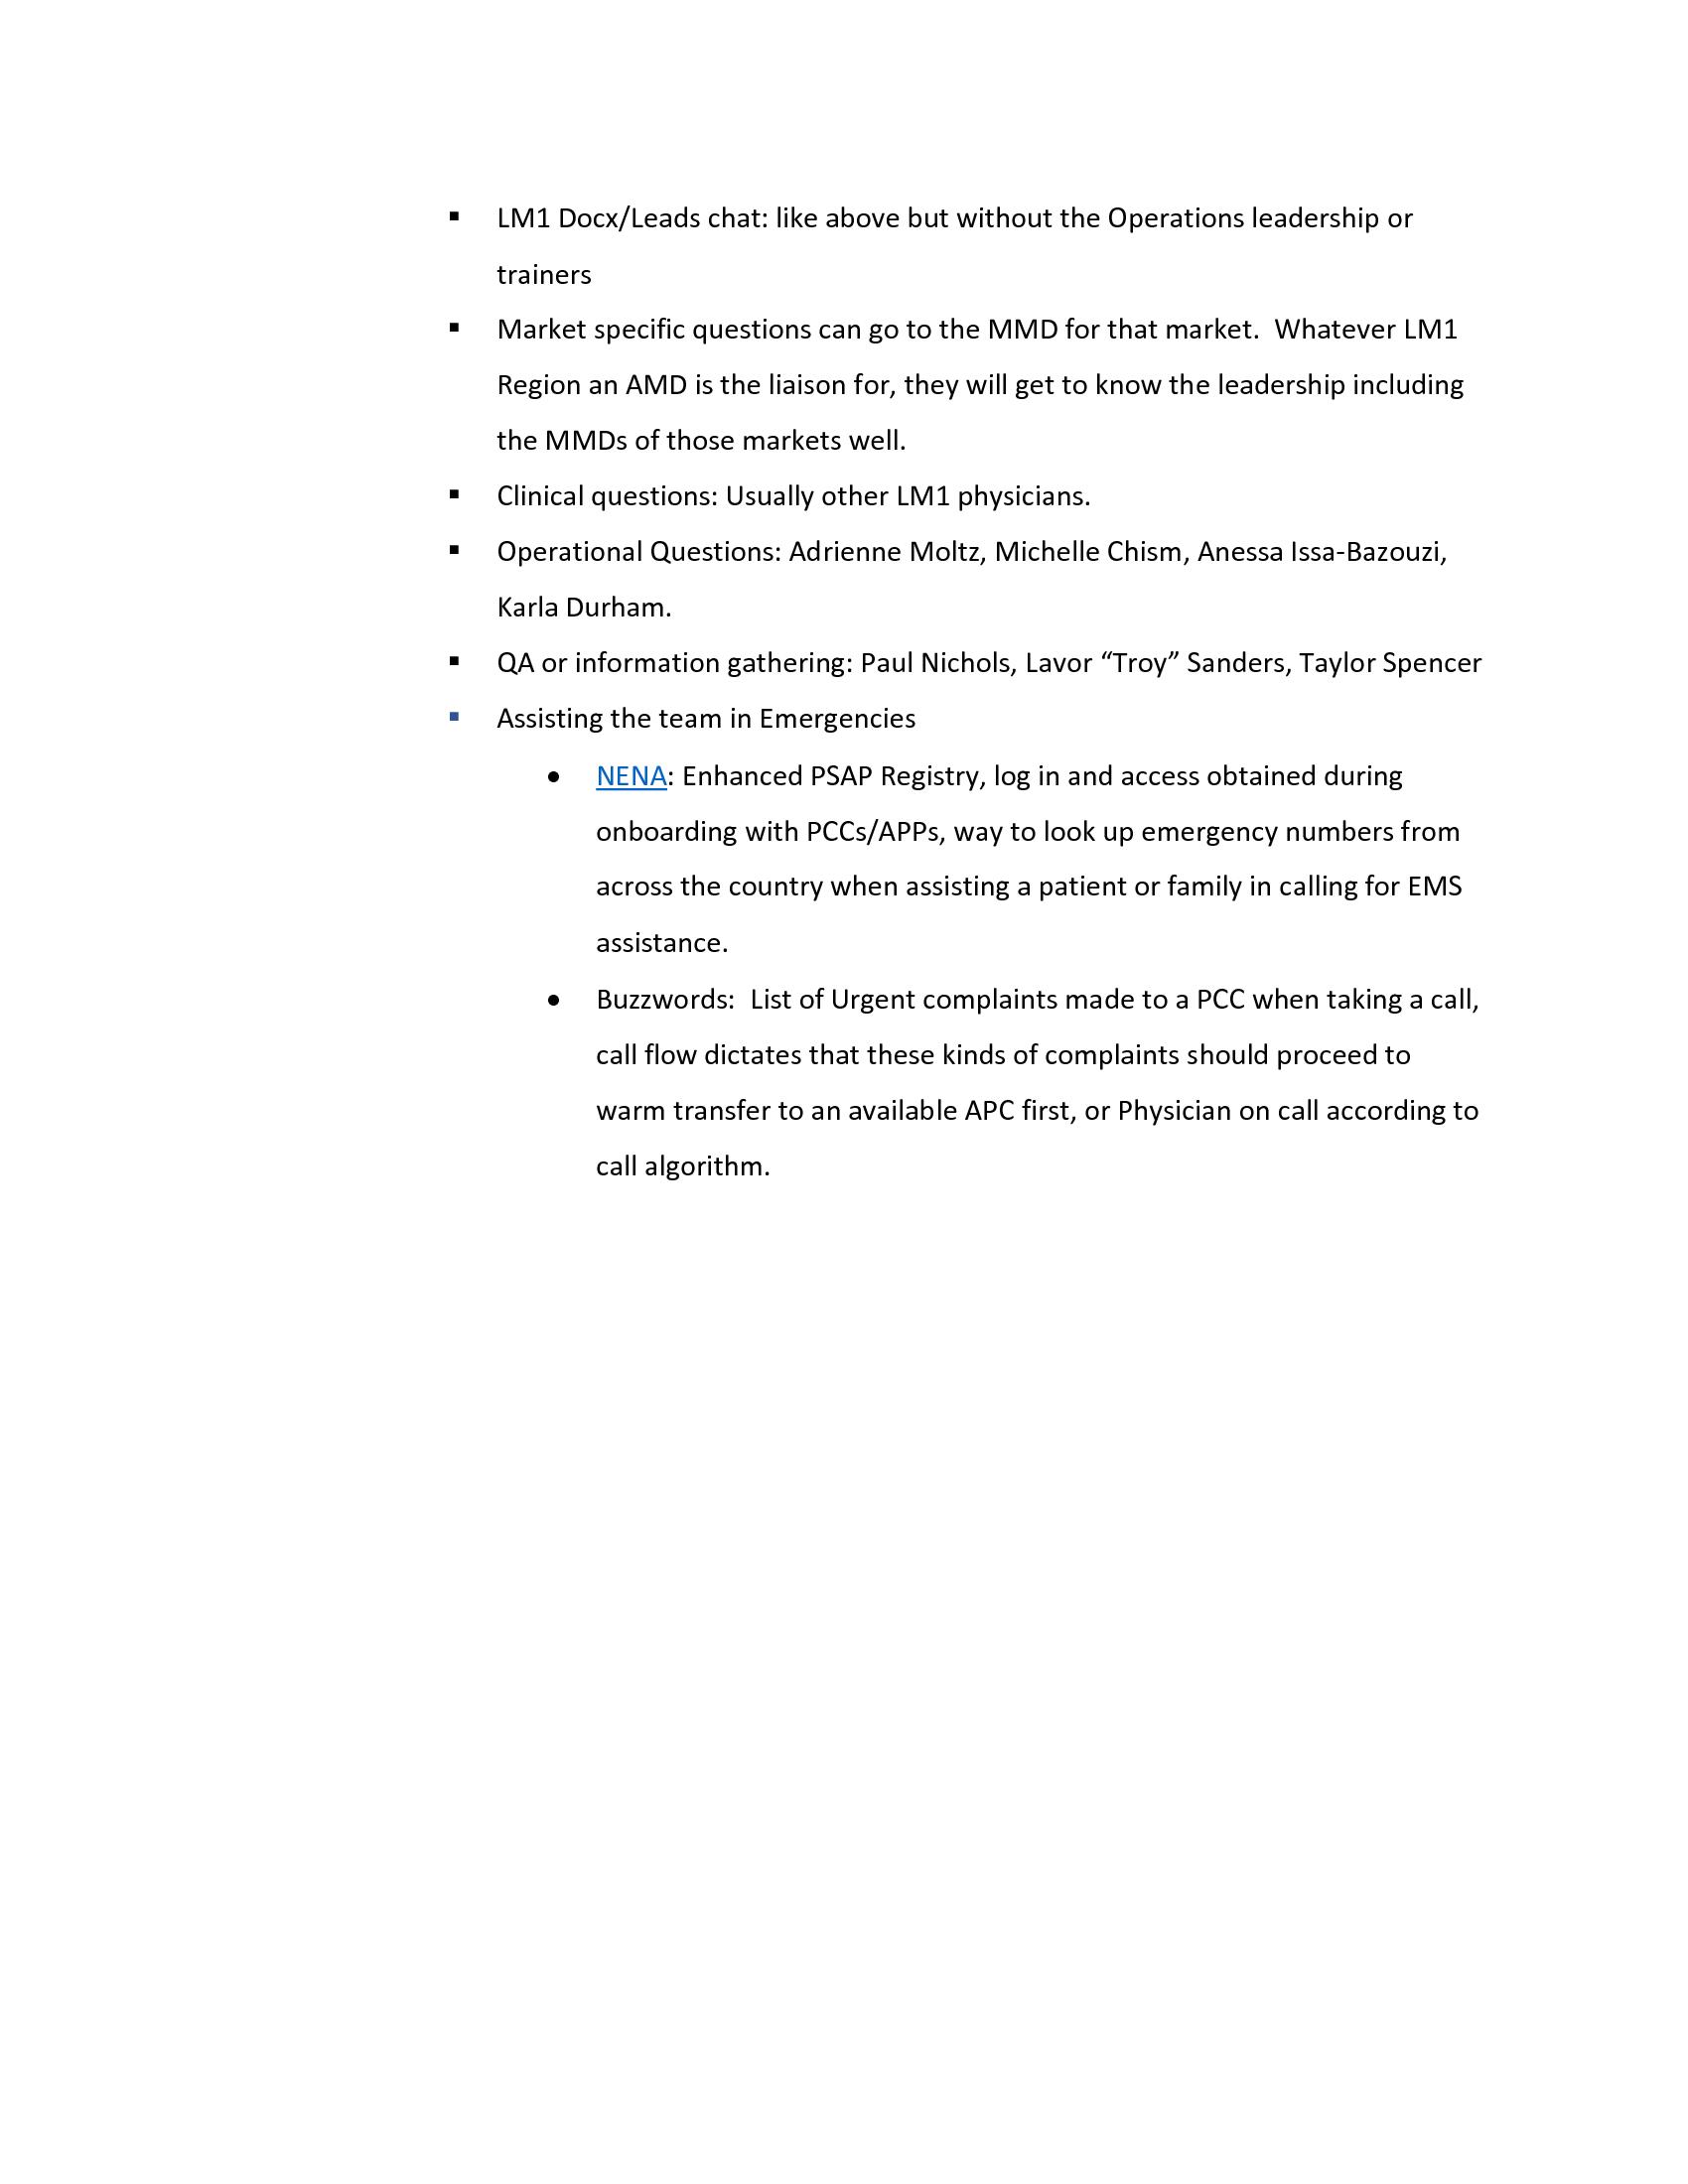 ▪ LM1 Docx/Leads chat: like above but without the Operations leadership or
trainers
▪ Market specific questions can go to the MMD for that market.  Whatever LM1
Region an AMD is the liaison for, they will get to know the leadership including
the MMDs of those markets well.
▪ Clinical questions: Usually other LM1 physicians.
▪ Operational Questions: Adrienne Moltz, Michelle Chism, Anessa Issa-Bazouzi,
Karla Durham.
▪ QA or information gathering: Paul Nichols, Lavor “Troy” Sanders, Taylor Spencer
▪ Assisting the team in Emergencies
• NENA: Enhanced PSAP Registry, log in and access obtained during
onboarding with PCCs/APPs, way to look up emergency numbers from
across the country when assisting a patient or family in calling for EMS
assistance.
• Buzzwords:  List of Urgent complaints made to a PCC when taking a call,
call flow dictates that these kinds of complaints should proceed to
warm transfer to an available APC first, or Physician on call according to
call algorithm.